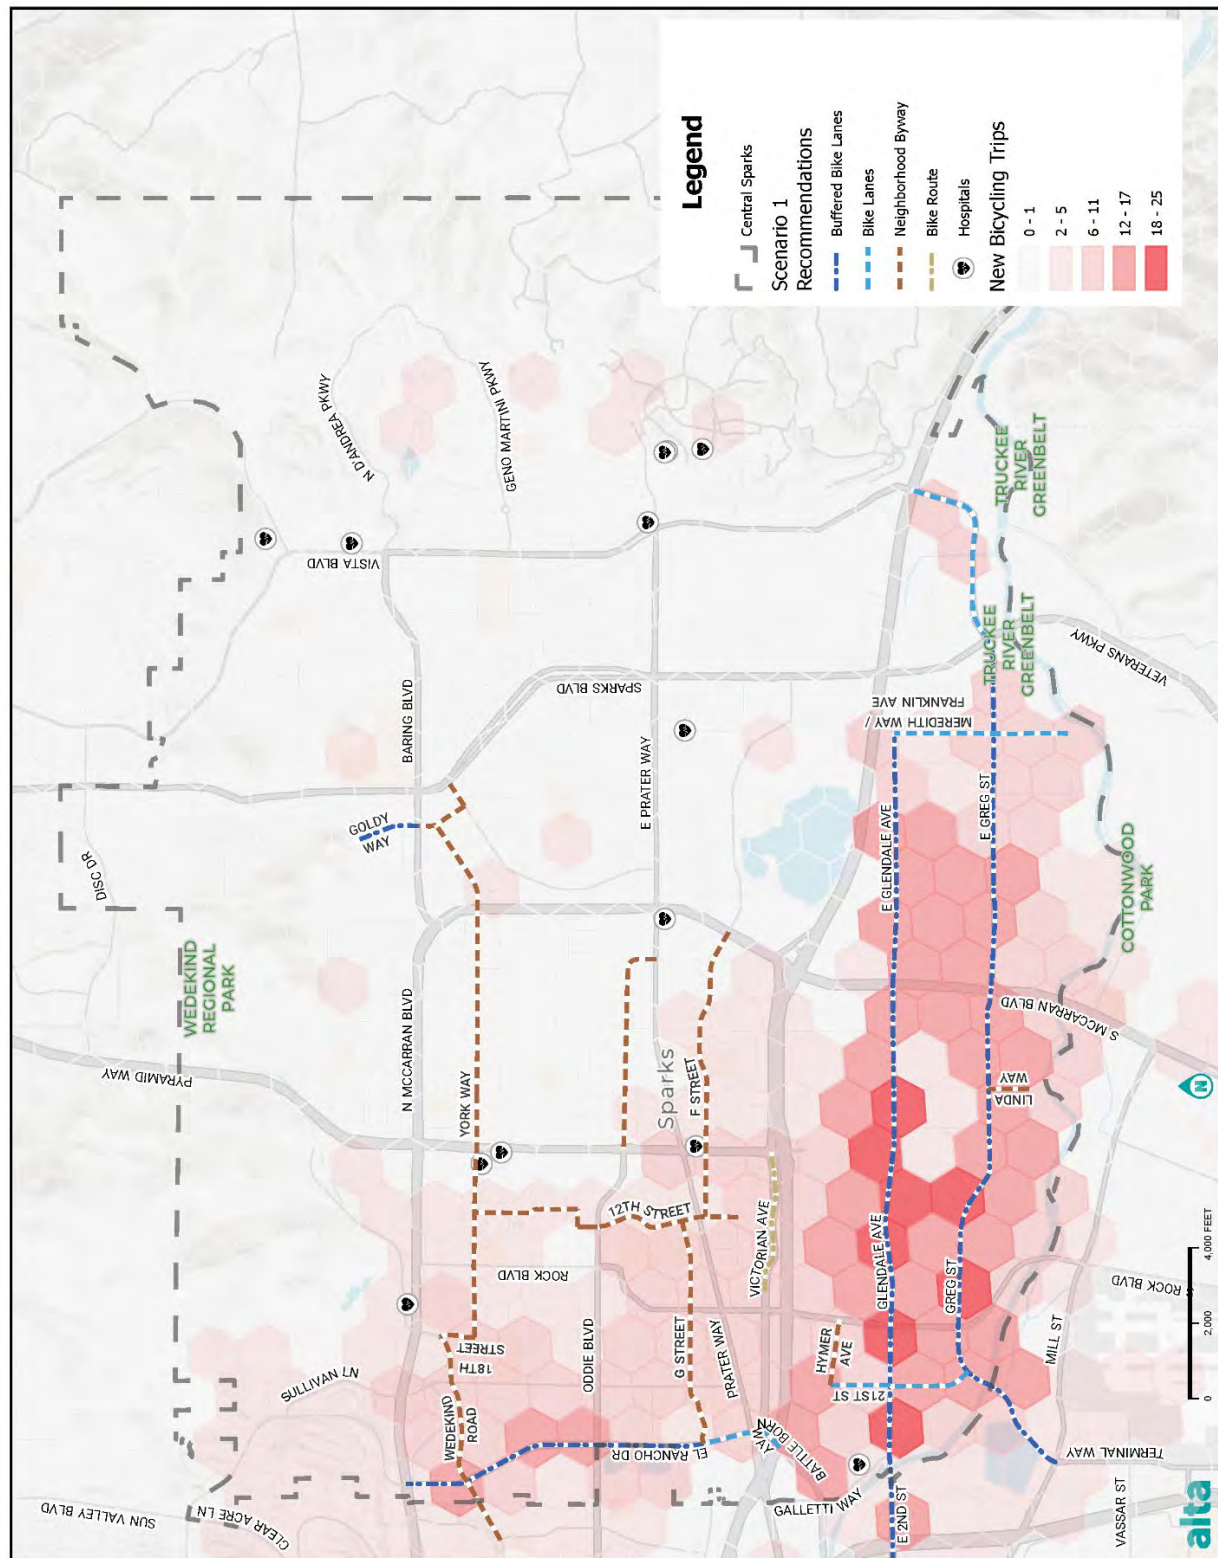 Legend
Central Sparks
Scenario 1
Recommendations
Buffered Bike Lanes
Bike Lanes
Neighborhood Byway
Bike Route
Hospitals
New Bicycling Trips
0 - 1
2 - 5
6 - 11
12 - 17
18 - 25
SUN VALLEY BLVD
CLEAR ACRE LN
SULLIVAN LN
PYRAMID WAY
WEDEKIND
REGIONAL
PARK
DISC DR
GOLDY
WAY
BARING BLVD
N MCCARRAN BLVD
YORK WAY
VISTA BLVD
N D'ANDREA PKWY
GENO MARTINI PKWY
SPARKS BLVD
E PRATER WAY
WEDEKIND
ROAD
18TH
STREET
ODDIE BLVD
ROCK BLVD
12TH STREET
G STREET
PRATER WAY
EL RANCHO DR
Sparks
F STREET
VICTORIAN AVE
BATTLE BORN
WAY
GALLETTI WAY
HYMER
AVE
21ST ST
E 2ND ST
GLENDALE AVE
E GLENDALE AVE
GREG ST
E GREG ST
MEREDITH WAY /
FRANKLIN AVE
LINDA
WAY
S MCCARRAN BLVD
TRUCKEE
RIVER
GREENBELT
TRUCKEE
RIVER
GREENBELT
VETERANS PKWY
COTTONWOOD
PARK
MILL ST
ROCK BLVD
TERMINAL WAY
VASSAR ST
0
2,000
4,000 FEET
N
alta